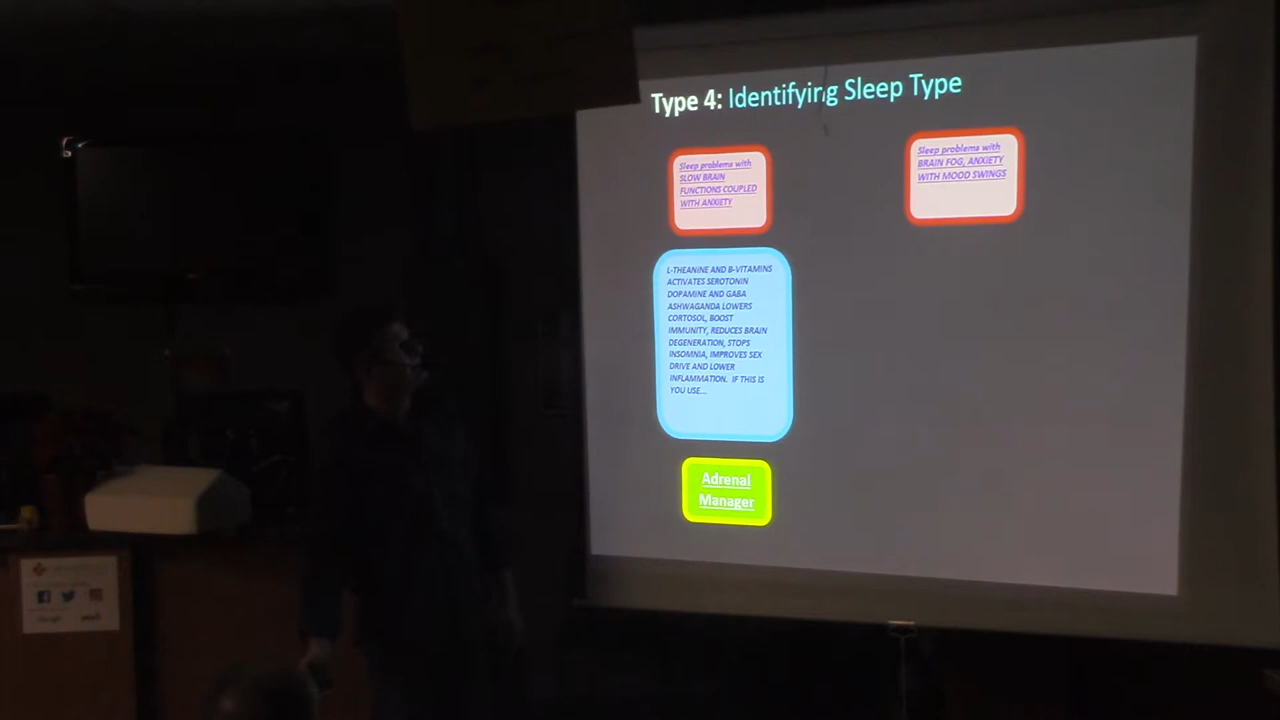 Type 4: Identifying Sleep Type
Sleep problems with
SLOW BRAIN
FUNCTIONS COUPLED
WITH ANXIETY
Sleep problems with
BRAIN FOG, ANXIETY
WITH MOOD SWINGS
L-THEANINE AND B-VITAMINS
ACTIVATES SEROTONIN
DOPAMINE AND GABA
ASHWAGANDA LOWERS
CORTOSOL, BOOST
IMMUNITY, REDUCES BRAIN
DEGENERATION, STOPS
INSOMNIA, IMPROVES SEX
DRIVE AND LOWER
INFLAMMATION. IF THIS IS
YOU USE...
Adrenal
Manager